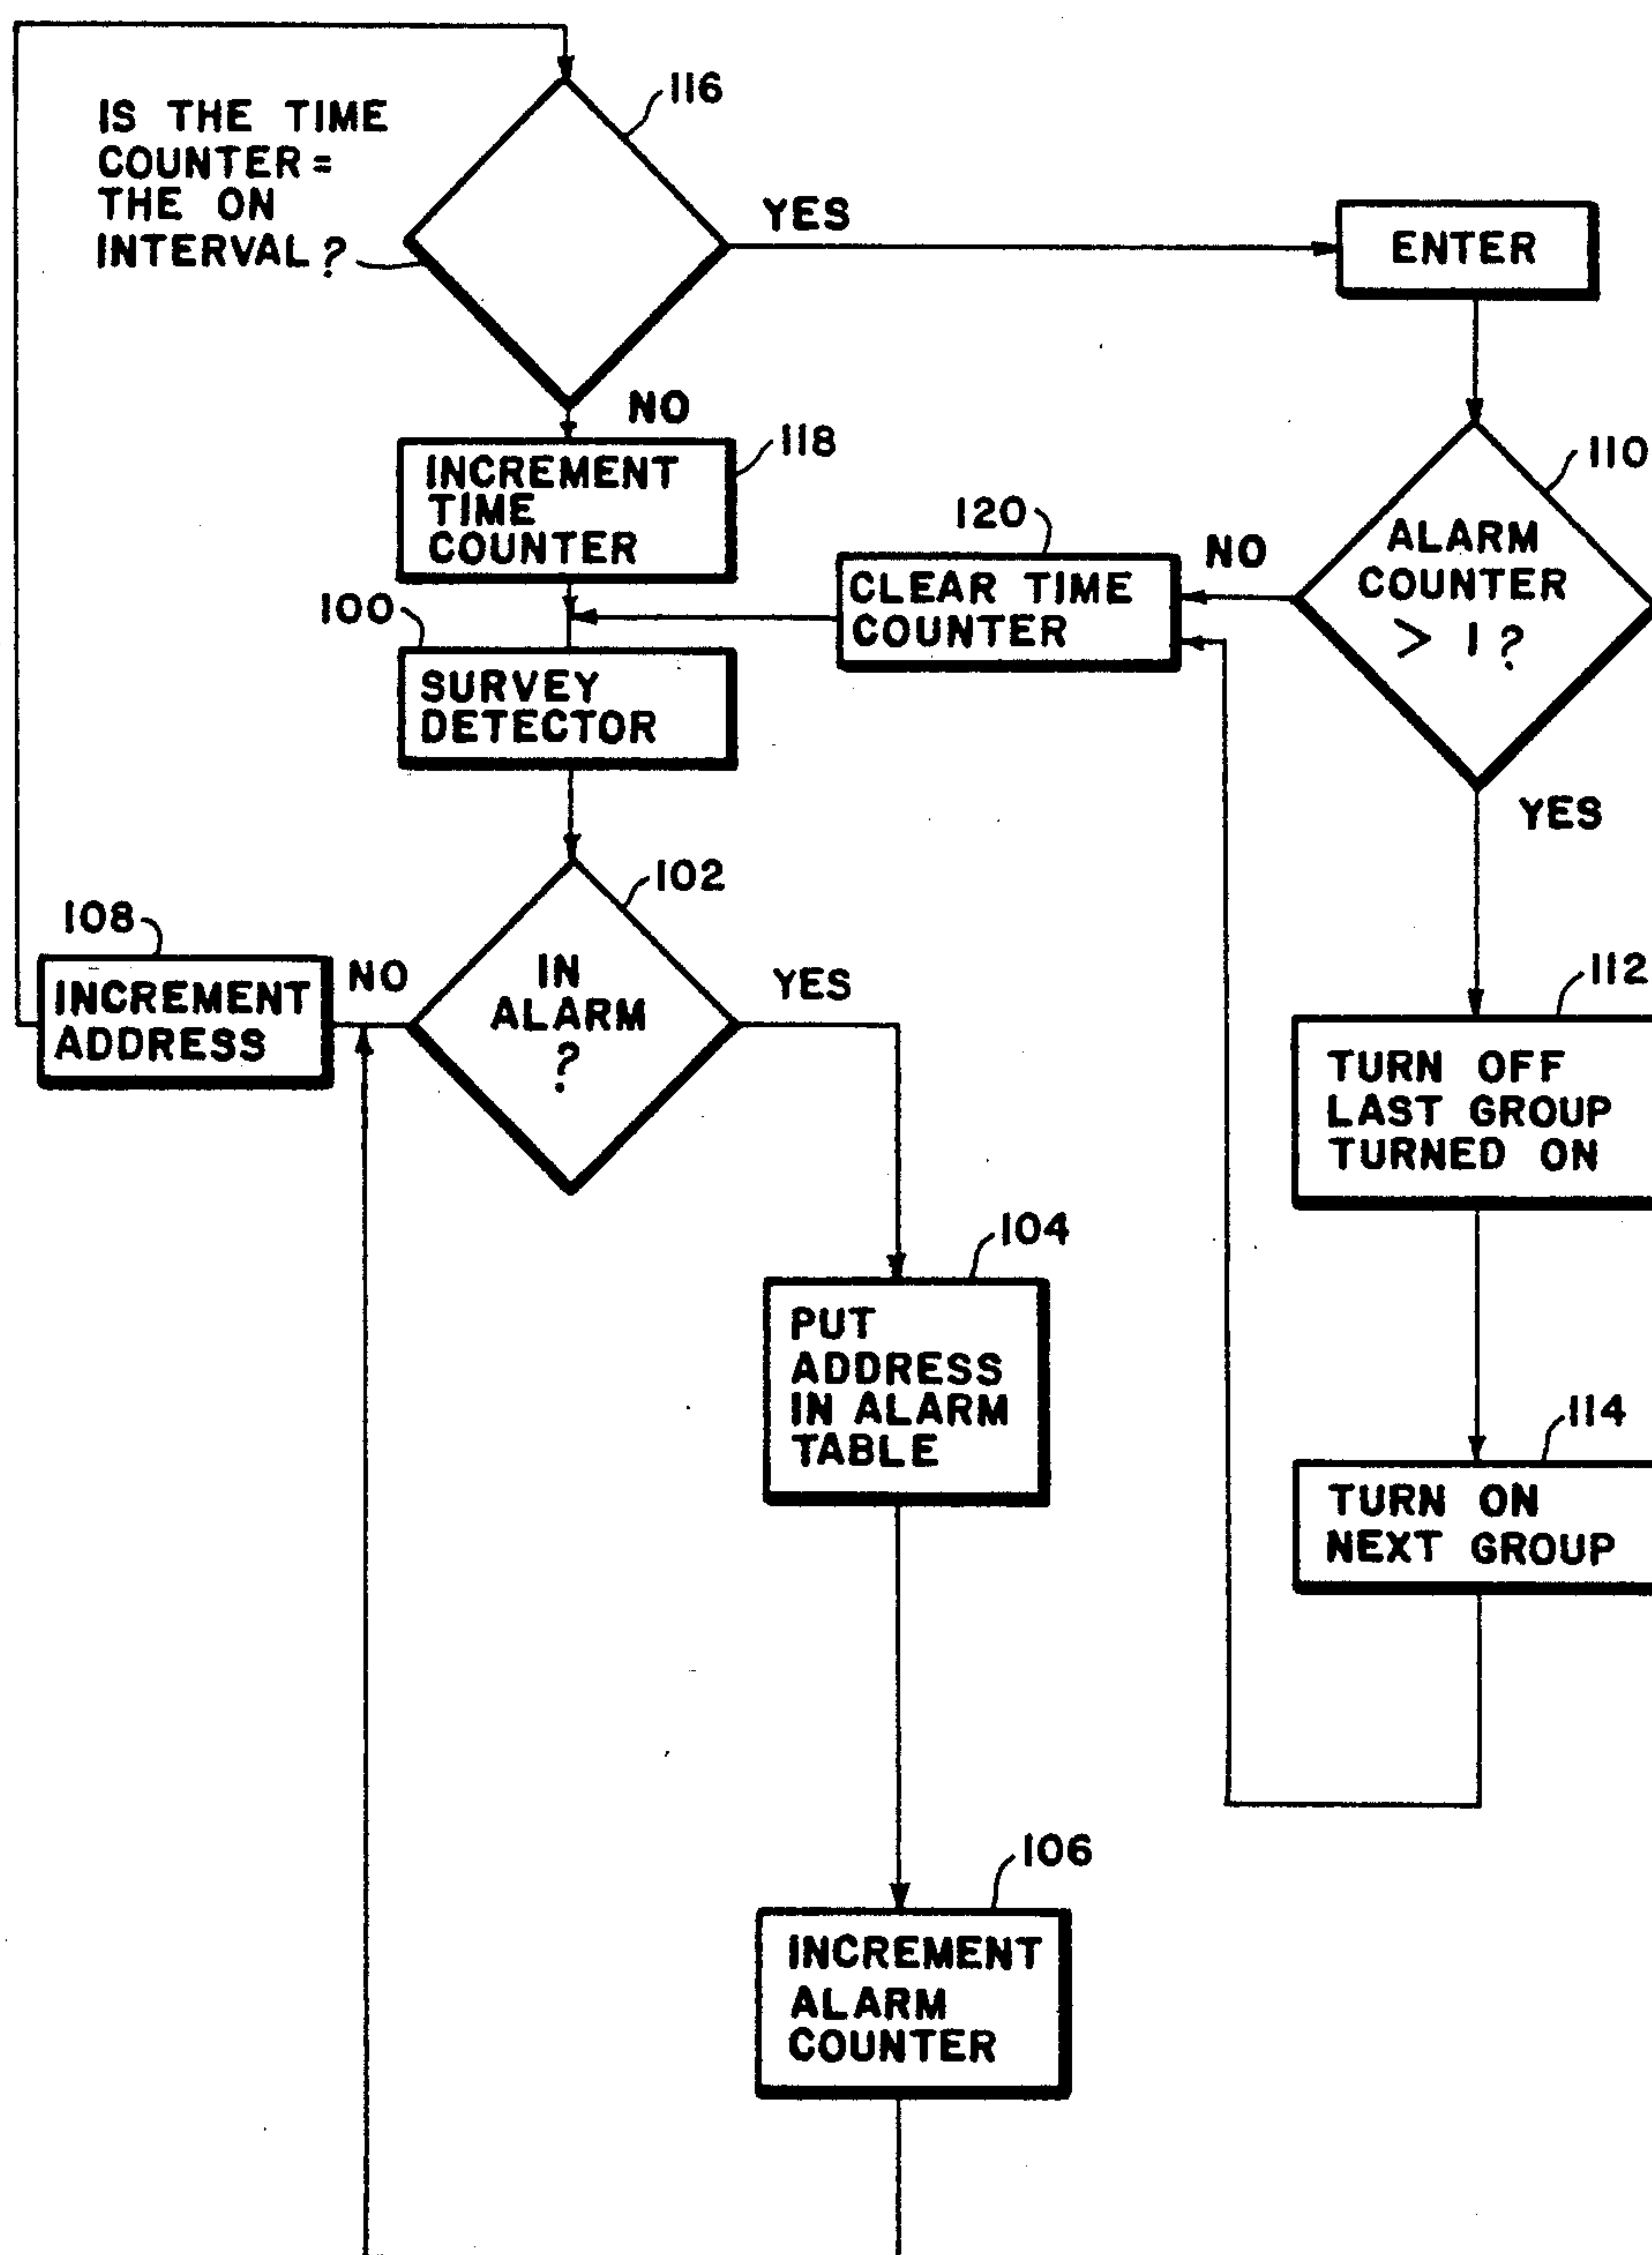 116
IS THE TIME
COUNTER =
THE ON
INTERVAL ?
YES
ENTER
NO
118
INCREMENT
TIME
COUNTER
110
ALARM
COUNTER
> 1 ?
120
NO
CLEAR TIME
COUNTER
100
SURVEY
DETECTOR
YES
102
108
NO
INCREMENT
ADDRESS
IN
ALARM
?
YES
112
TURN OFF
LAST GROUP
TURNED ON
104
PUT
ADDRESS
IN ALARM
TABLE
114
TURN ON
NEXT GROUP
106
INCREMENT
ALARM
COUNTER